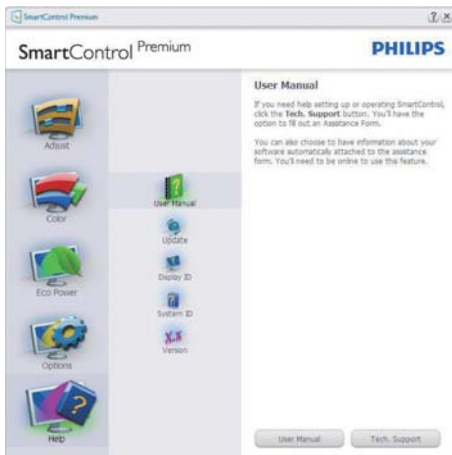 SmartControl Premium
SmartControl Premium
PHILIPS
Adjust
Color
Eco Power
Options
Help
User Manual
Update
Display ID
System ID
X.x
Version
User Manual
If you need help setting up or operating SmartControl,
click the Tech. Support button. You'll have the
option to fill out an Assistance Form.
You can also choose to have information about your
software automatically attached to the assistance
form. You'll need to be online to use this feature.
User Manual
Tech. Support